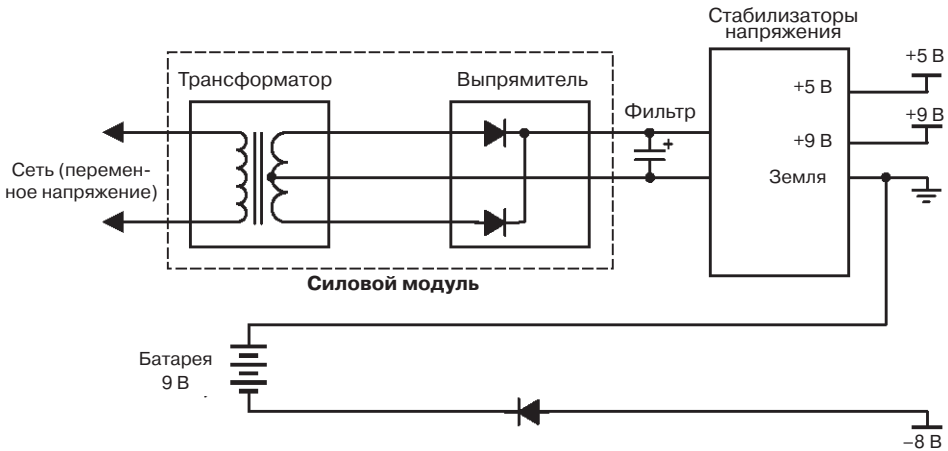 Стабилизаторы
напряжения
+5 В
Трансформатор
Выпрямитель
+5 В
Фильтр
+9 В
+
+9 В
Сеть (перемен-
ное напряжение)
Земля
Силовой модуль
Батарея
9 В
–8 В